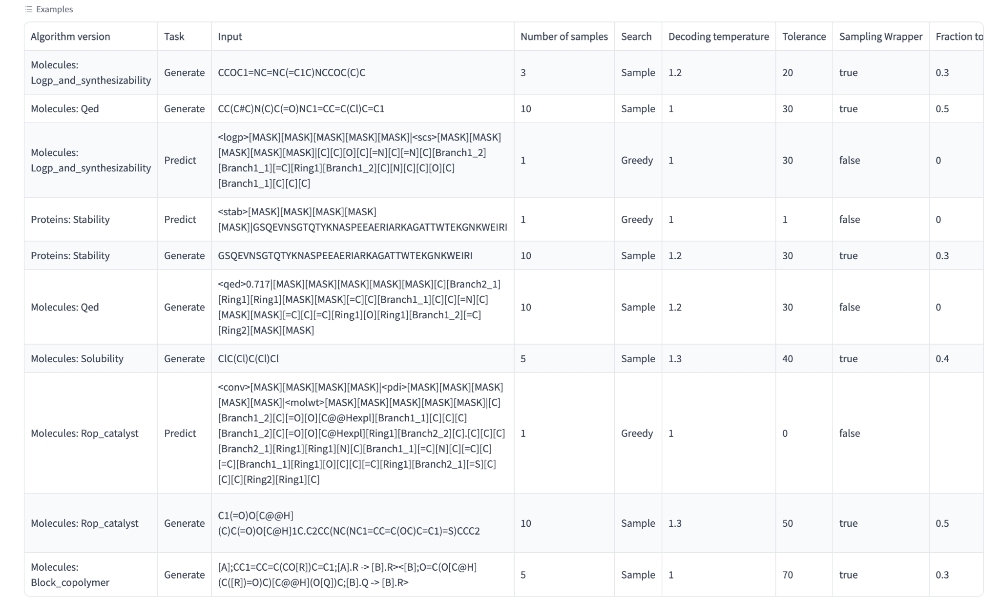 Examples
Algorithm version Task Input Number of samples Search Decoding temperature Tolerance Sampling Wrapper Fraction to
Molecules:
Logp_and_synthesizability Generate CCOC1=NC=NC(=C1C)NCCOC(C)C 3 Sample 1.2 20 true 0.3
Molecules: Qed Generate CC(C#C)N(C)C(=O)NC1=CC=C(Cl)C=C1 10 Sample 1 30 true 0.5
Molecules:
Logp_and_synthesizability Predict <logp>[MASK][MASK][MASK][MASK][MASK]|<scs>[MASK][MASK]
[MASK][MASK][MASK]|[C][C][O][C][=N][C][=N][C][Branch1_2]
[Branch1_1][=C][Ring1][Branch1_2][C][N][C][C][O][C]
[Branch1_1][C][C][C] 1 Greedy 1 30 false 0
Proteins: Stability Predict <stab>[MASK][MASK][MASK][MASK]
[MASK]|GSQEVNSGTQTYKNASPEEAERIARKAGATTWTEKGNKWEIRI 1 Greedy 1 1 false 0
Proteins: Stability Generate GSQEVNSGTQTYKNASPEEAERIARKAGATTWTEKGNKWEIRI 10 Sample 1.2 30 true 0.3
Molecules: Qed Generate <qed>0.717|[MASK][MASK][MASK][MASK][MASK][C][Branch2_1]
[Ring1][Ring1][MASK][MASK][=C][C][Branch1_1][C][C][=N][C]
[MASK][MASK][=C][C][=C][Ring1][O][Ring1][Branch1_2][=C]
[Ring2][MASK][MASK] 10 Sample 1.2 30 false 0
Molecules: Solubility Generate ClC(Cl)C(Cl)Cl 5 Sample 1.3 40 true 0.4
Molecules: Rop_catalyst Predict <conv>[MASK][MASK][MASK][MASK]|<pdi>[MASK][MASK][MASK]
[MASK][MASK]|<molwt>[MASK][MASK][MASK][MASK][MASK]|[C]
[Branch1_2][C][=O][O][C@@Hexpl][Branch1_1][C][C][C]
[Branch1_2][C][=O][O][C@Hexpl][Ring1][Branch2_2][C].[C][C][C]
[Branch2_1][Ring1][Ring1][N][C][Branch1_1][=C][N][C][=C][C]
[=C][Branch1_1][Ring1][O][C][C][=C][Ring1][Branch2_1][=S][C]
[C][C][Ring2][Ring1][C] 1 Greedy 1 0 false
Molecules: Rop_catalyst Generate C1(=O)O[C@@H]
(C)C(=O)O[C@H]1C.C2CC(NC(NC1=CC=C(OC)C=C1)=S)CCC2 10 Sample 1.3 50 true 0.5
Molecules:
Block_copolymer Generate [A];CC1=CC=C(CO[R])C=C1;[A].R -> [B].R><[B];O=C(O[C@H]
(C([R])=O)C)[C@@H](O[Q])C;[B].Q -> [B].R> 5 Sample 1 70 true 0.3